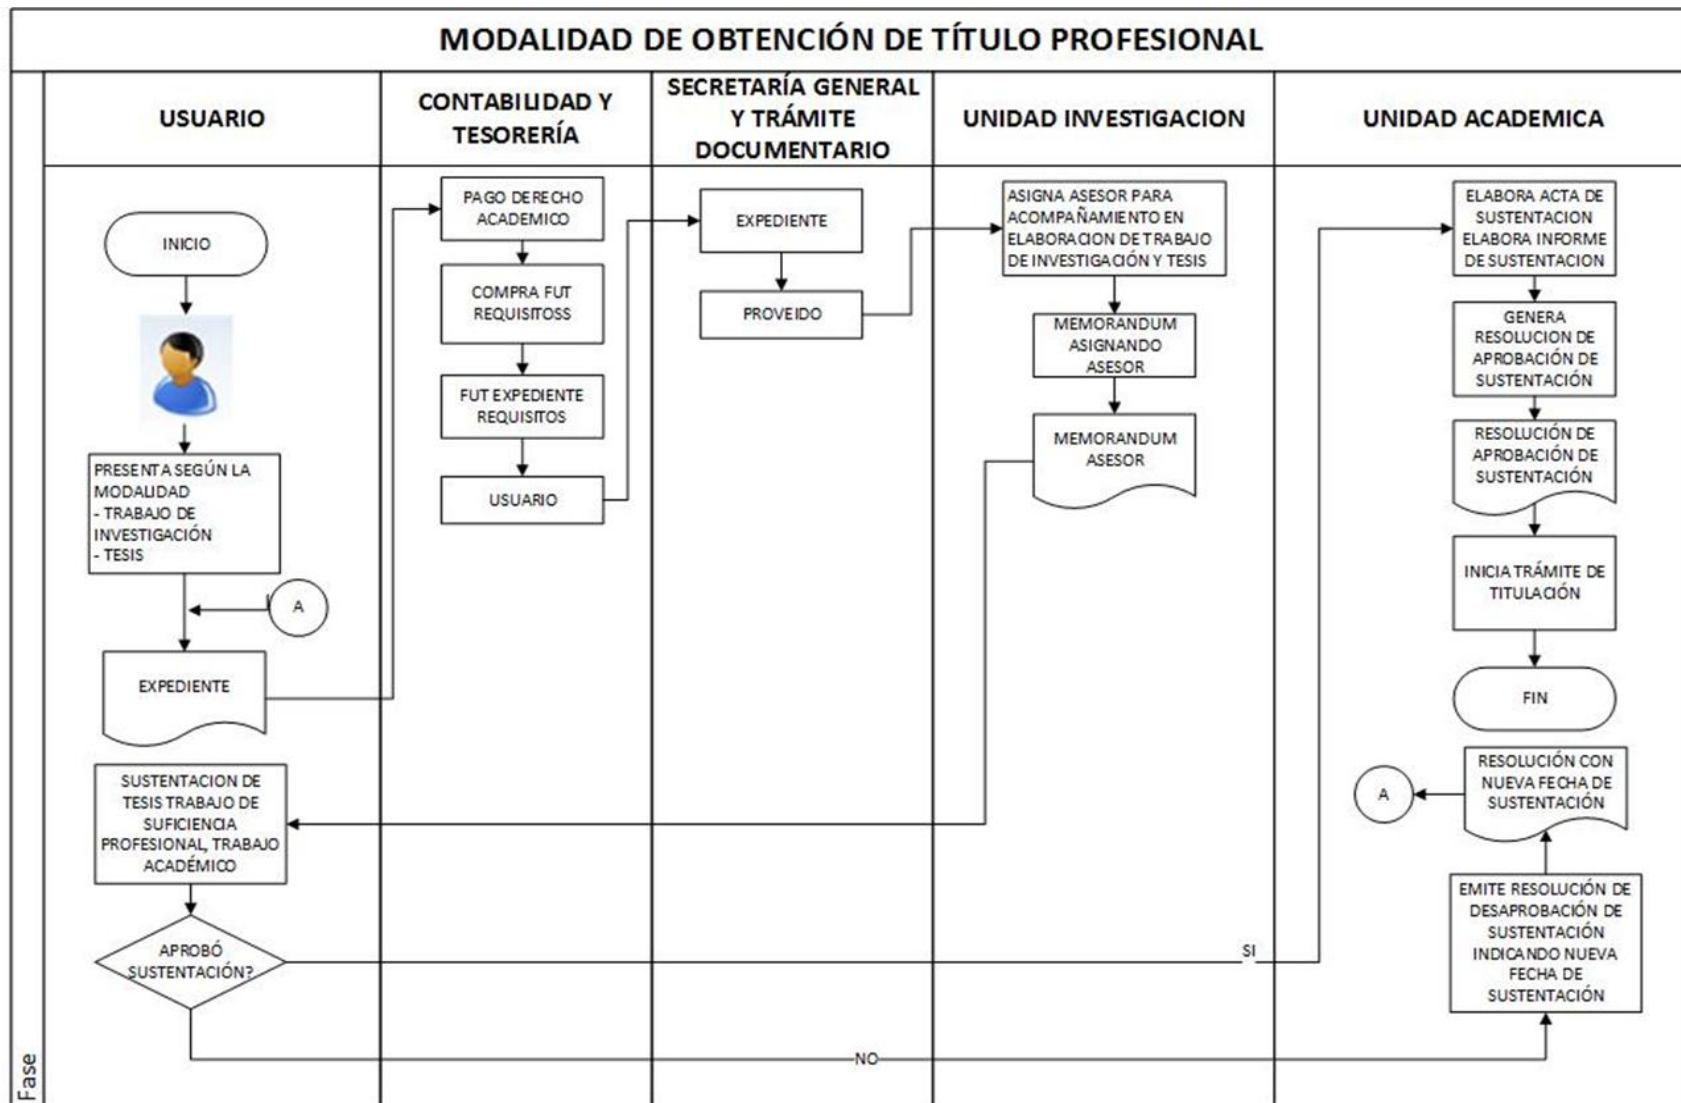 MODALIDAD DE OBTENCIÓN DE TÍTULO PROFESIONAL
Fase
USUARIO
CONTABILIDAD Y
TESORERÍA
SECRETARÍA GENERAL
Y TRÁMITE
DOCUMENTARIO
UNIDAD INVESTIGACION
UNIDAD ACADEMICA
INICIO
PRESENTA SEGÚN LA
MODALIDAD
- TRABAJO DE
INVESTIGACIÓN
- TESIS
A
EXPEDIENTE
SUSTENTACION DE
TESIS TRABAJO DE
SUFICIENCIA
PROFESIONAL, TRABAJO
ACADÉMICO
APROBÓ
SUSTENTACIÓN?
SI
NO
PAGO DERECHO
ACADEMICO
COMPRA FUT
REQUISITOSS
FUT EXPEDIENTE
REQUISITOS
USUARIO
EXPEDIENTE
PROVEIDO
ASIGNA ASESOR PARA
ACOMPAÑAMIENTO EN
ELABORACION DE TRABAJO
DE INVESTIGACIÓN Y TESIS
MEMORANDUM
ASIGNANDO
ASESOR
MEMORANDUM
ASESOR
ELABORA ACTA DE
SUSTENTACION
ELABORA INFORME
DE SUSTENTACION
GENERA
RESOLUCION DE
APROBACIÓN DE
SUSTENTACIÓN
RESOLUCIÓN DE
APROBACIÓN DE
SUSTENTACIÓN
INICIA TRÁMITE DE
TITULACIÓN
FIN
RESOLUCIÓN CON
NUEVA FECHA DE
SUSTENTACIÓN
A
EMITE RESOLUCIÓN DE
DESAPROBACIÓN DE
SUSTENTACIÓN
INDICANDO NUEVA
FECHA DE
SUSTENTACIÓN